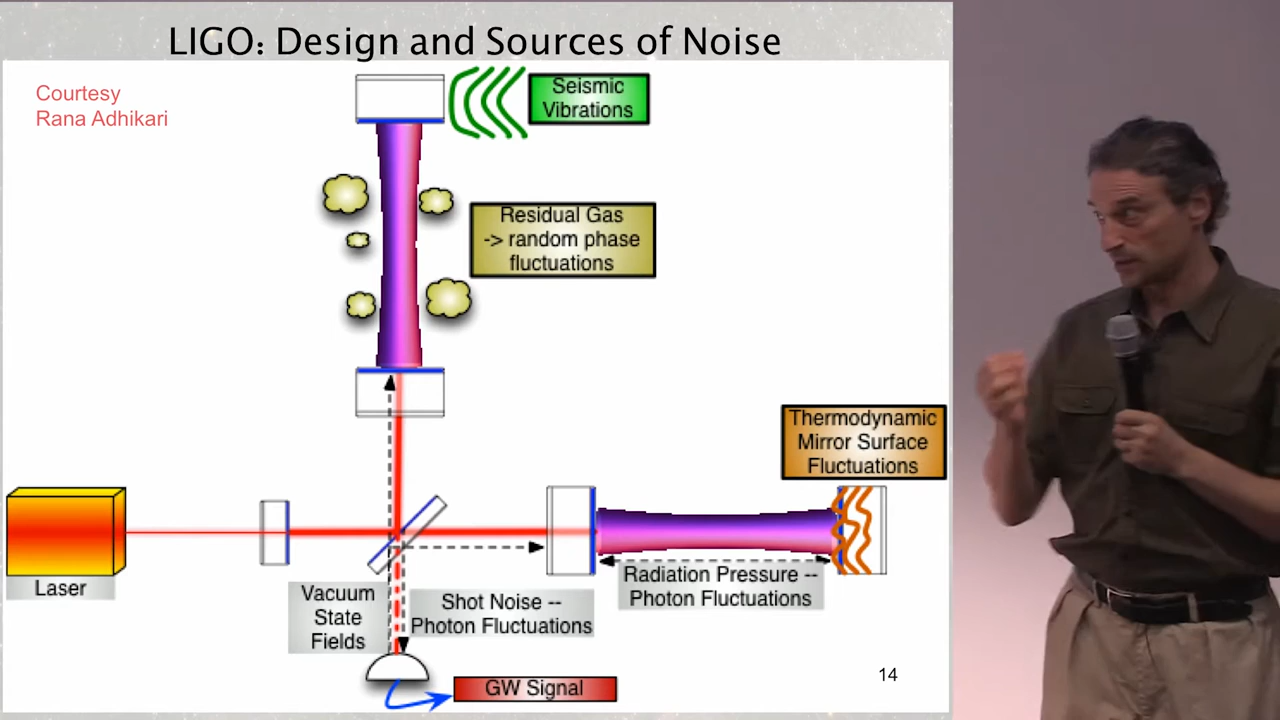 LIGO: Design and Sources of Noise
Courtesy
Rana Adhikari
Seismic
Vibrations
Residual Gas
-> random phase
fluctuations
Thermodynamic
Mirror Surface
Fluctuations
Laser
Vacuum
State
Fields
Shot Noise --
Photon Fluctuations
Radiation Pressure --
Photon Fluctuations
GW Signal
14